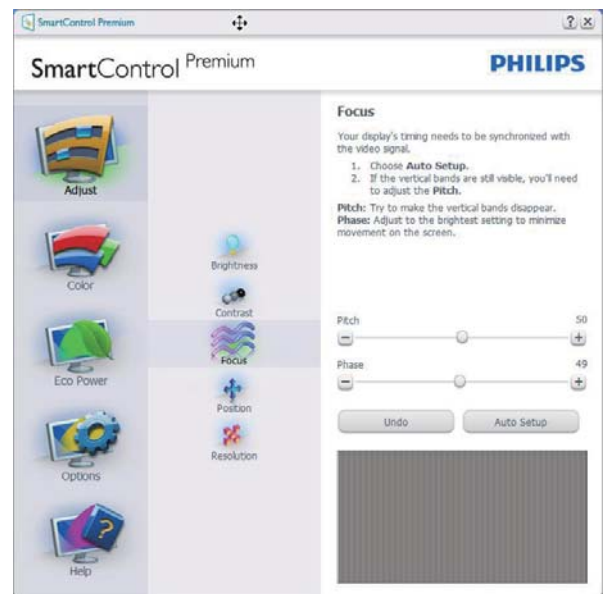 SmartControl Premium
? x
SmartControl Premium
PHILIPS
Adjust
Color
Eco Power
Options
Help
Brightness
Contrast
Focus
Position
Resolution
Focus
Your display's timing needs to be synchronized with
the video signal.
1. Choose Auto Setup.
2. If the vertical bands are still visible, you'll need
to adjust the Pitch.
Pitch: Try to make the vertical bands disappear.
Phase: Adjust to the brightest setting to minimize
movement on the screen.
Pitch 50
Phase 49
Undo Auto Setup